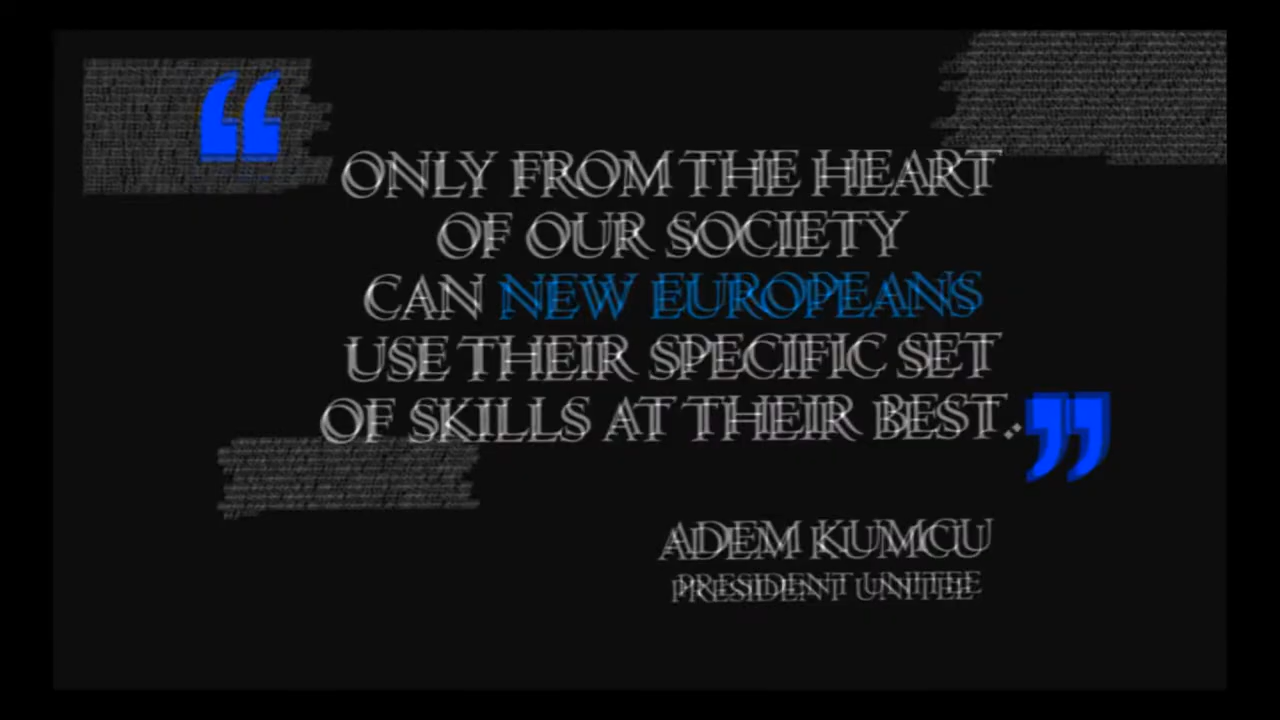 “ ONLY FROM THE HEART
OF OUR SOCIETY
CAN NEW EUROPEANS
USE THEIR SPECIFIC SET
OF SKILLS AT THEIR BEST. ”
ADEM KUMCU
PRESIDENT UNITEE